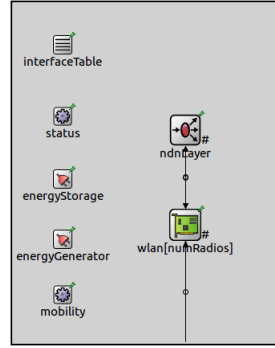 interfaceTable
status
#
ndnLayer
energyStorage
#
wlan[numRadios]
energyGenerator
mobility